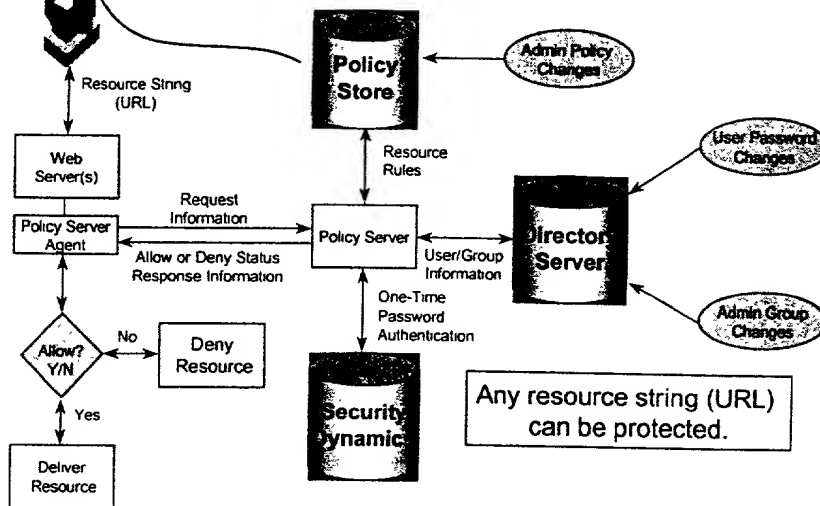 Policy
Store
Admin Policy
Changes
Resource String
(URL)
Web
Server(s)
Resource
Rules
User Password
Changes
Request
Information
Policy Server
Agent
Policy Server
Director
Server
Allow or Deny Status
Response Information
User/Group
Information
One-Time
Password
Authentication
Admin Group
Changes
Allow?
Y/N
No
Deny
Resource
Yes
Security
Dynamic
Any resource string (URL)
can be protected.
Deliver
Resource